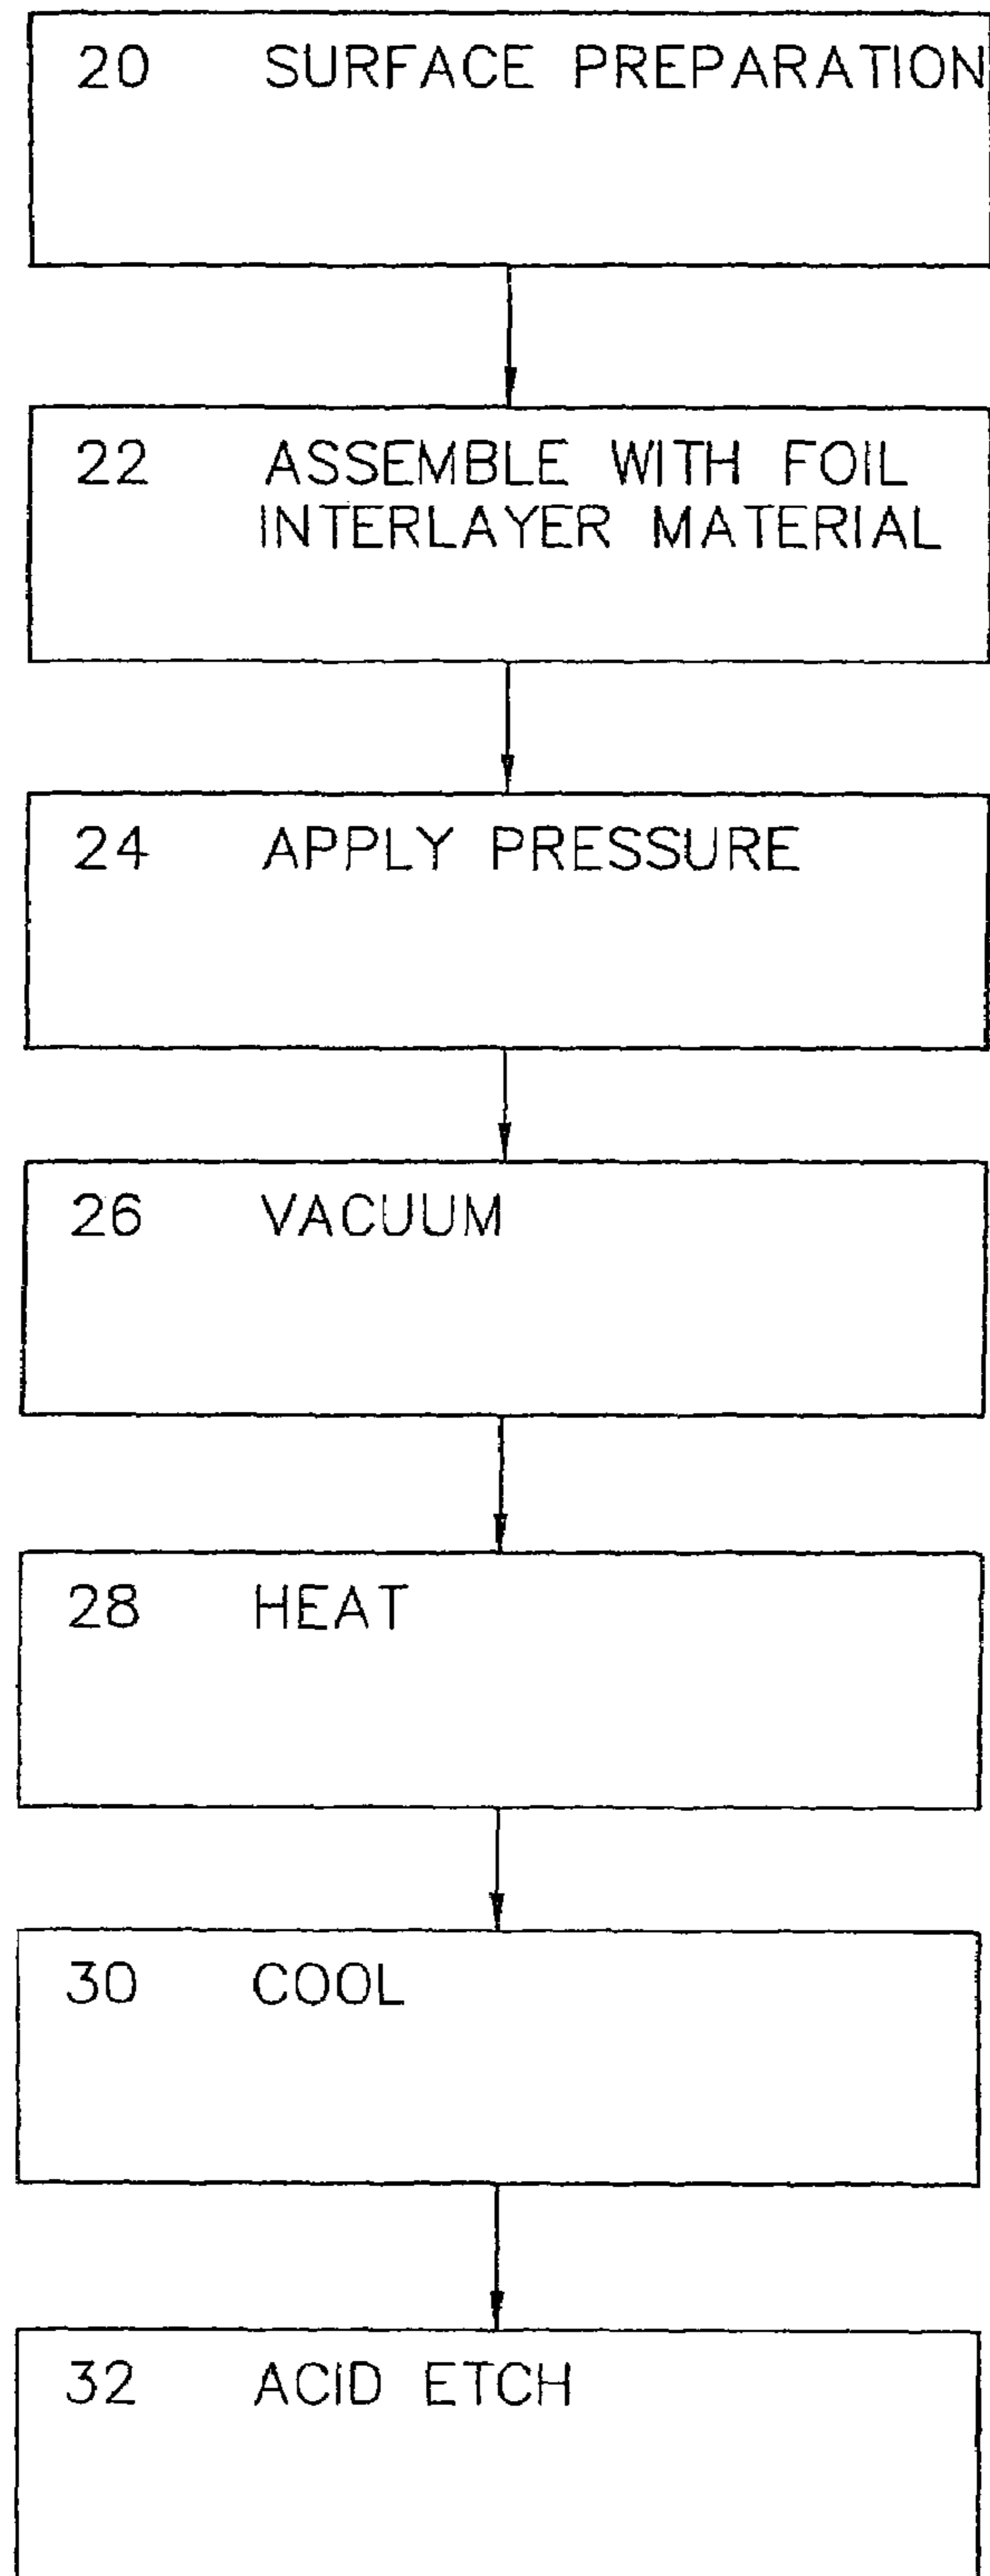 20 SURFACE PREPARATION
22 ASSEMBLE WITH FOIL
INTERLAYER MATERIAL
24 APPLY PRESSURE
26 VACUUM
28 HEAT
30 COOL
32 ACID ETCH